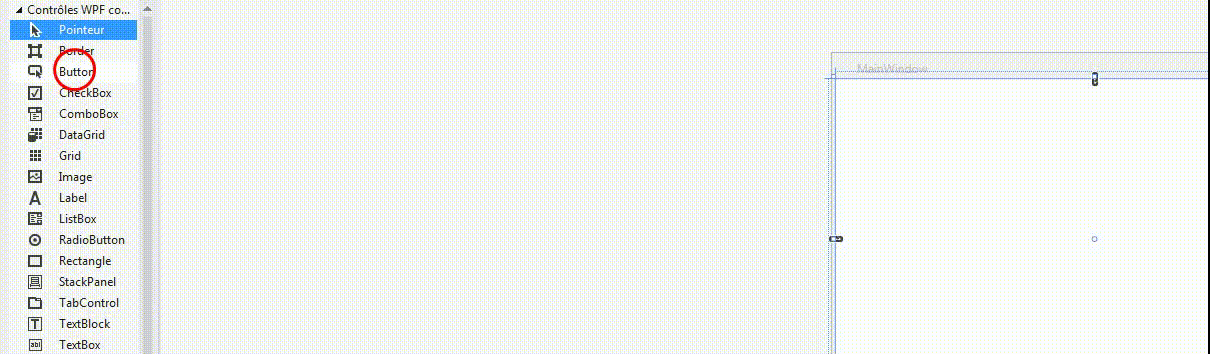 Contrôles WPF co...
Pointeur
Border
Button
CheckBox
ComboBox
DataGrid
Grid
Image
Label
ListBox
RadioButton
Rectangle
StackPanel
TabControl
TextBlock
TextBox
MainWindow